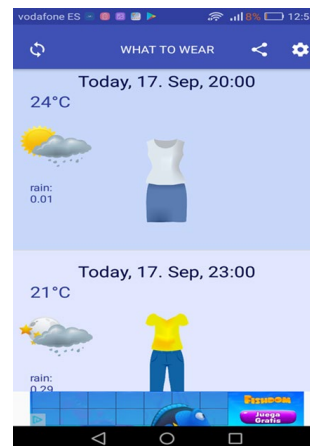 vodafone ES 8% 12:5
WHAT TO WEAR
Today, 17. Sep, 20:00
24°C
rain:
0.01
Today, 17. Sep, 23:00
21°C
rain:
0.29
Juega
Gratis